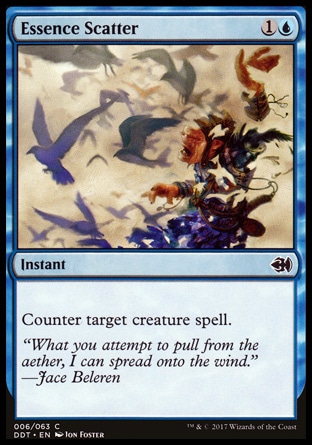 Essence Scatter 1
Instant
Counter target creature spell.
“What you attempt to pull from the
aether, I can spread onto the wind.”
—Jace Beleren
006/063 C
DDT • EN Jon Foster ™ & © 2017 Wizards of the Coast